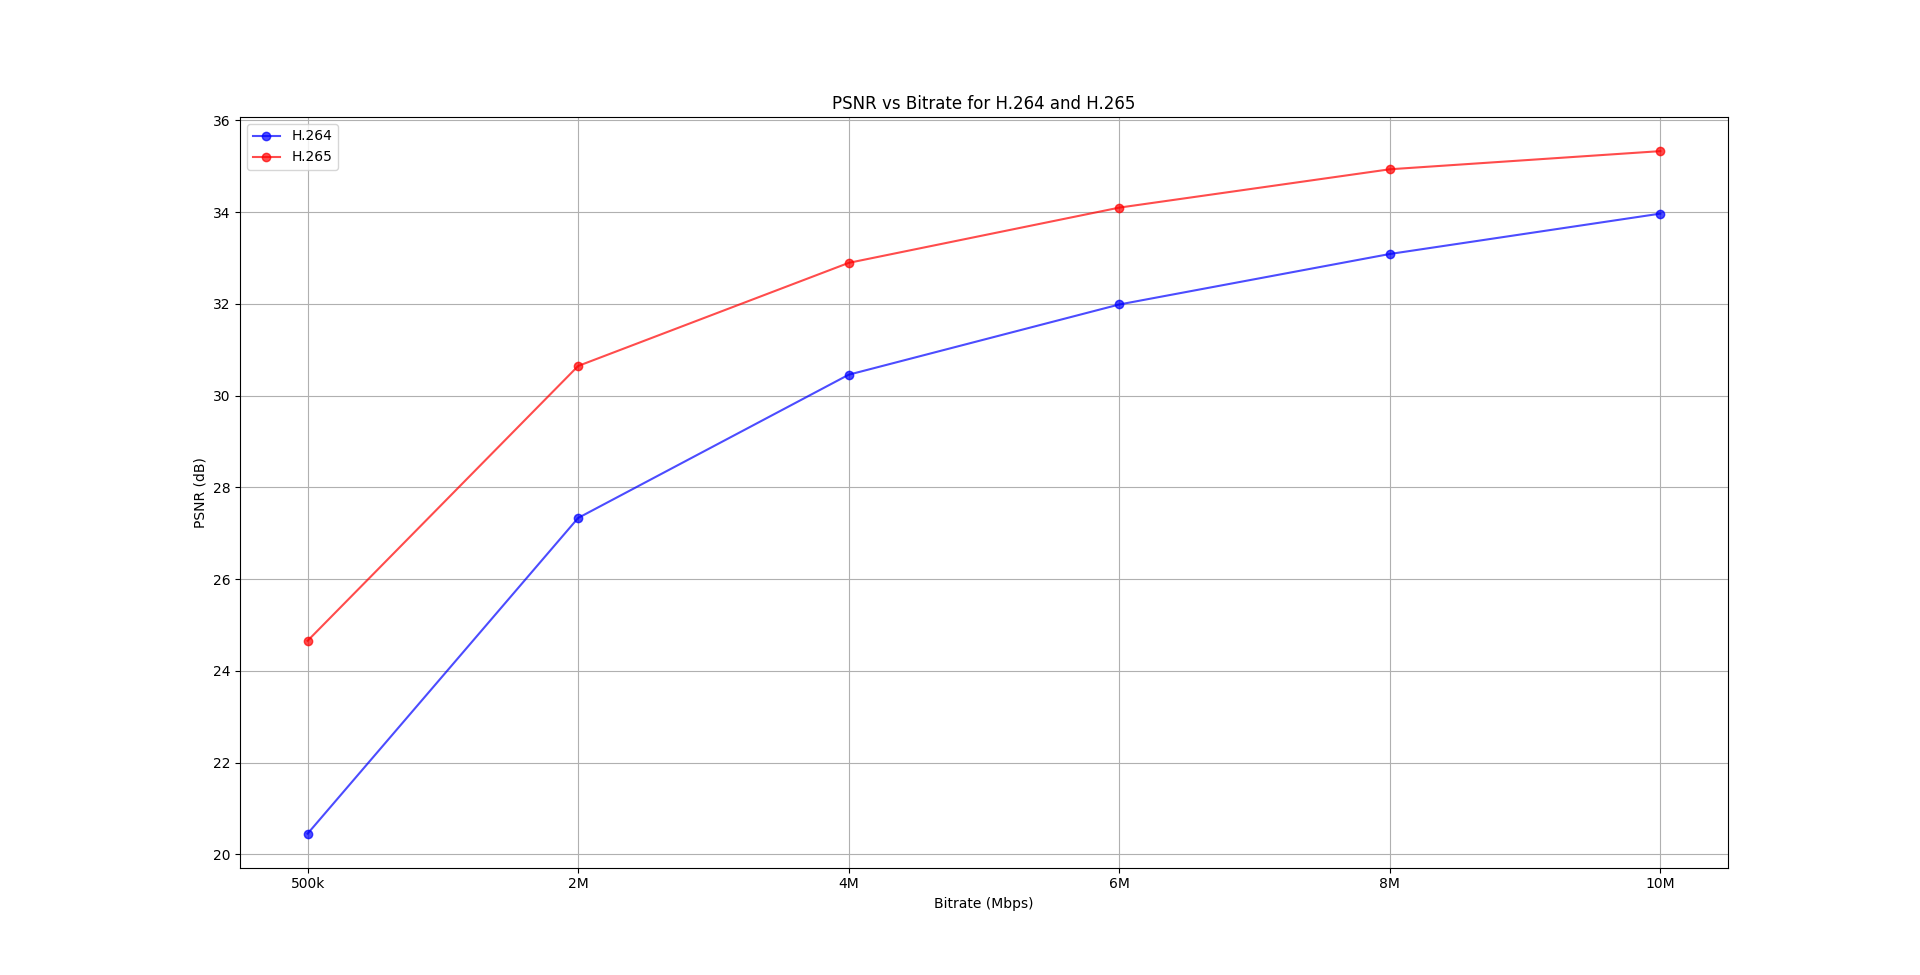 PSNR vs Bitrate for H.264 and H.265
H.264
H.265
36
34
32
30
28
26
24
22
20
PSNR (dB)
500k 2M 4M 6M 8M 10M
Bitrate (Mbps)